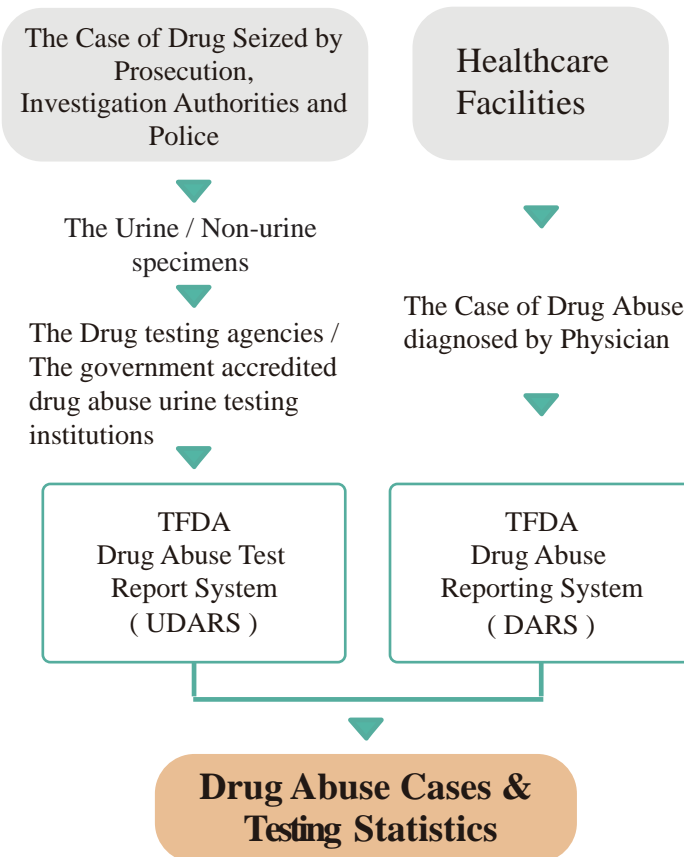 The Case of Drug Seized by
Prosecution,
Investigation Authorities and
Police
Healthcare
Facilities
The Urine / Non-urine
specimens
The Case of Drug Abuse
diagnosed by Physician
The Drug testing agencies /
The government accredited
drug abuse urine testing
institutions
TFDA
Drug Abuse Test
Report System
( UDARS )
TFDA
Drug Abuse
Reporting System
( DARS )
Drug Abuse Cases &
Testing Statistics